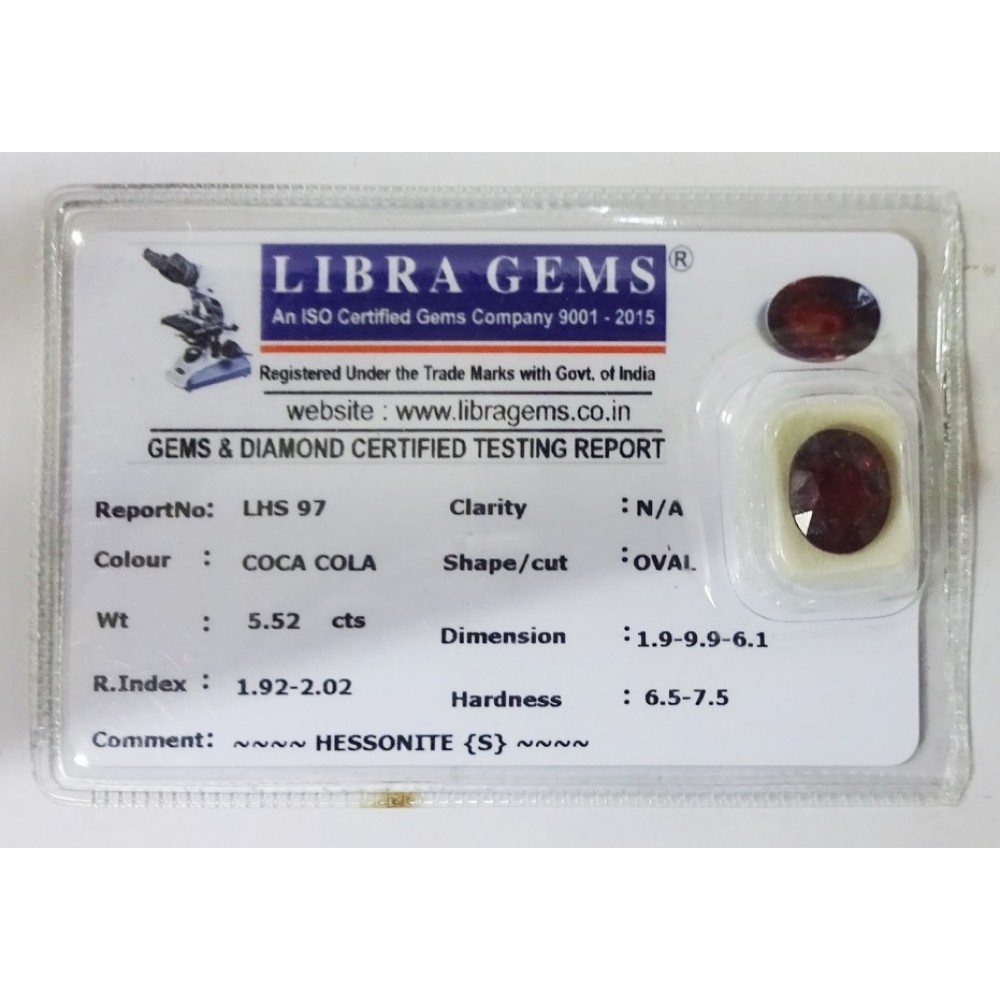 LIBRA GEMS ®
An ISO Certified Gems Company 9001 - 2015
Registered Under the Trade Marks with Govt. of India
website : www.libragems.co.in
GEMS & DIAMOND CERTIFIED TESTING REPORT
ReportNo: LHS 97 Clarity : N/A
Colour : COCA COLA Shape/cut : OVAL
Wt : 5.52 cts Dimension : 1.9-9.9-6.1
R.Index : 1.92-2.02 Hardness : 6.5-7.5
Comment: ~~~~ HESSONITE {S} ~~~~